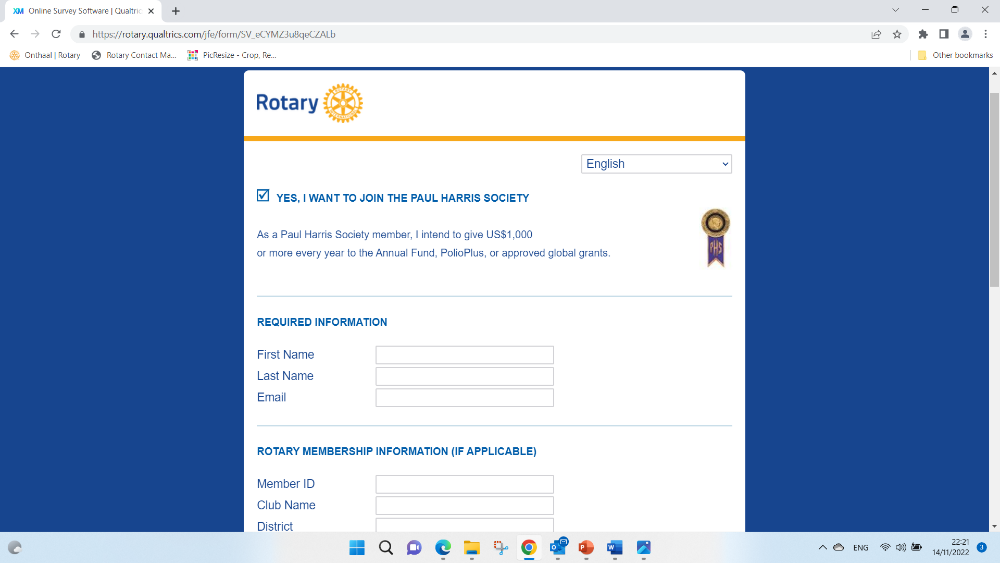 XM Online Survey Software | Qualtric
https://rotary.qualtrics.com/jfe/form/SV_eCYMZ3u8qeCZALb
Onthaal | Rotary
Rotary Contact Ma...
PicResize - Crop, Re...
Other bookmarks
Rotary
English
YES, I WANT TO JOIN THE PAUL HARRIS SOCIETY
As a Paul Harris Society member, I intend to give US$1,000
or more every year to the Annual Fund, PolioPlus, or approved global grants.
PHS
REQUIRED INFORMATION
First Name
Last Name
Email
ROTARY MEMBERSHIP INFORMATION (IF APPLICABLE)
Member ID
Club Name
District
ENG
22:21
14/11/2022
3